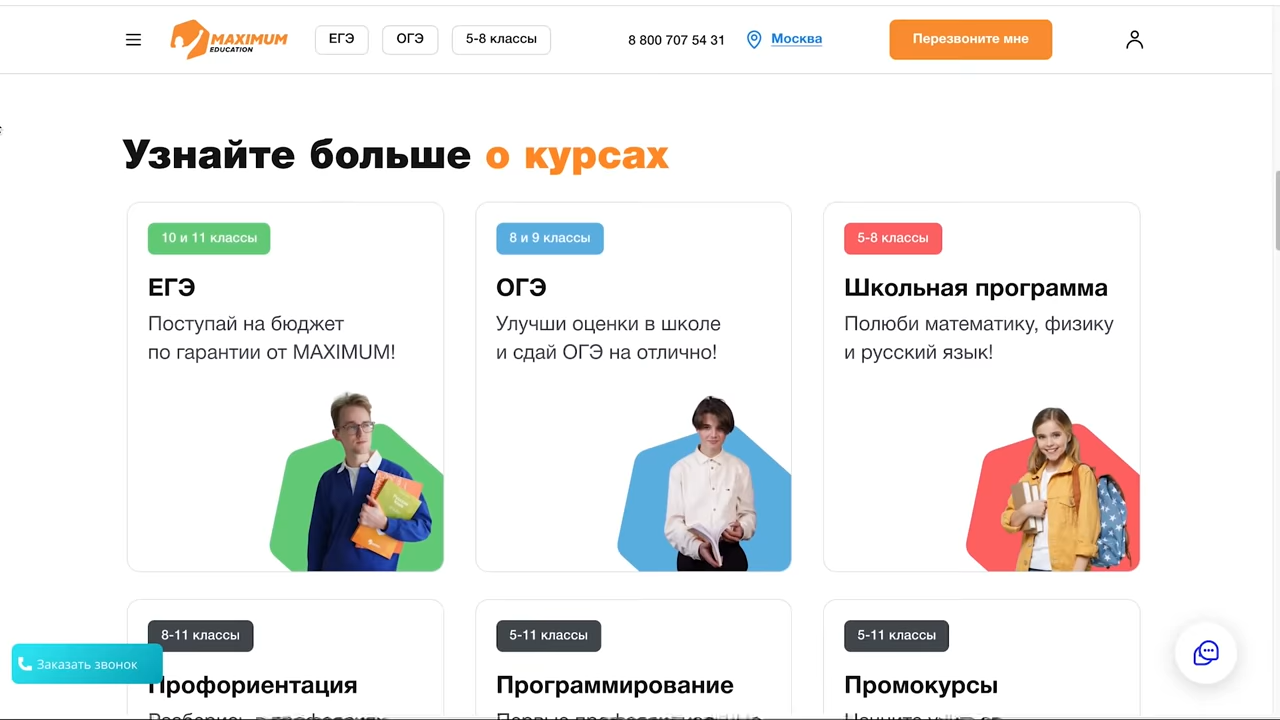 MAXIMUM
EDUCATION
ЕГЭ
ОГЭ
5-8 классы
8 800 707 54 31
Москва
Перезвоните мне
Узнайте больше о курсах
10 и 11 классы
ЕГЭ
Поступай на бюджет
по гарантии от MAXIMUM!
8 и 9 классы
ОГЭ
Улучши оценки в школе
и сдай ОГЭ на отлично!
5-8 классы
Школьная программа
Полюби математику, физику
и русский язык!
8-11 классы
Профориентация
5-11 классы
Программирование
5-11 классы
Промокурсы
Заказать звонок